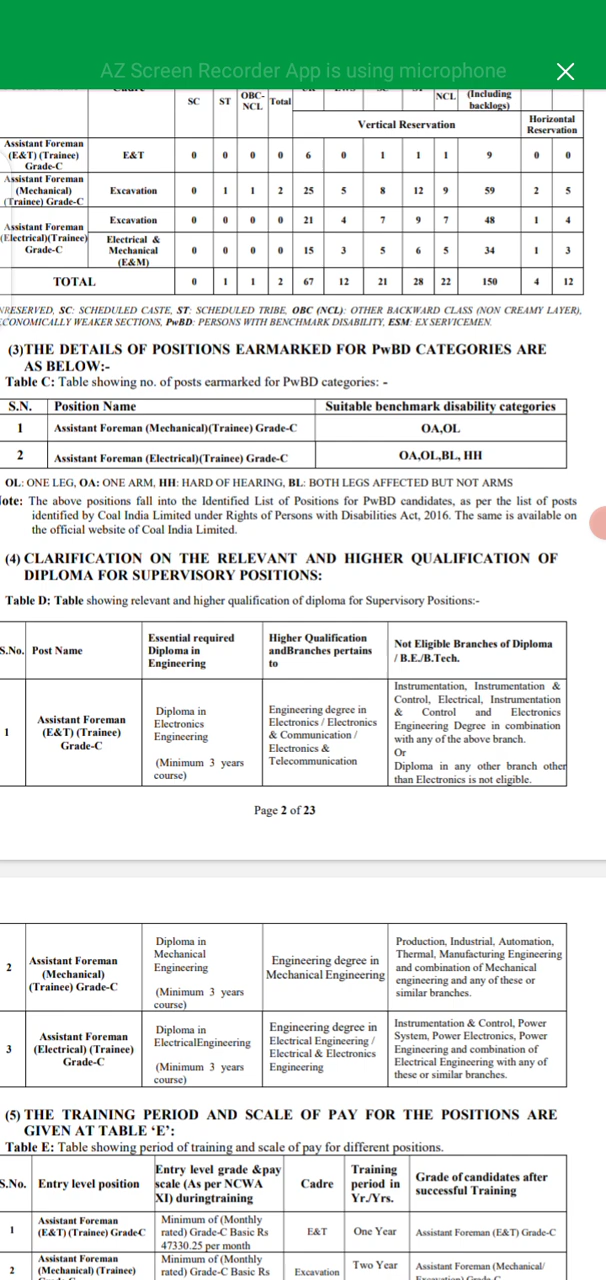 AZ Screen Recorder App is using microphone
SC ST OBC-NCL Total NCL (Including backlogs)
Vertical Reservation Horizontal Reservation
Assistant Foreman (E&T) (Trainee) Grade-C E&T 0 0 0 0 6 0 1 1 1 9 0 0
Assistant Foreman (Mechanical) (Trainee) Grade-C Excavation 0 1 1 2 25 5 8 12 9 59 2 5
Assistant Foreman (Electrical)(Trainee) Grade-C Excavation 0 0 0 0 21 4 7 9 7 48 1 4
Electrical & Mechanical (E&M) 0 0 0 0 15 3 5 6 5 34 1 3
TOTAL 0 1 1 2 67 12 21 28 22 150 4 12
NRESERVED, SC: SCHEDULED CASTE, ST: SCHEDULED TRIBE, OBC (NCL): OTHER BACKWARD CLASS (NON CREAMY LAYER),
CONOMICALLY WEAKER SECTIONS, PwBD: PERSONS WITH BENCHMARK DISABILITY, ESM: EX SERVICEMEN.
(3)THE DETAILS OF POSITIONS EARMARKED FOR PwBD CATEGORIES ARE
AS BELOW:-
Table C: Table showing no. of posts earmarked for PwBD categories: -
S.N. Position Name Suitable benchmark disability categories
1 Assistant Foreman (Mechanical)(Trainee) Grade-C OA,OL
2 Assistant Foreman (Electrical)(Trainee) Grade-C OA,OL,BL, HH
OL: ONE LEG, OA: ONE ARM, HH: HARD OF HEARING, BL: BOTH LEGS AFFECTED BUT NOT ARMS
ote: The above positions fall into the Identified List of Positions for PwBD candidates, as per the list of posts
identified by Coal India Limited under Rights of Persons with Disabilities Act, 2016. The same is available on
the official website of Coal India Limited.
(4) CLARIFICATION ON THE RELEVANT AND HIGHER QUALIFICATION OF
DIPLOMA FOR SUPERVISORY POSITIONS:
Table D: Table showing relevant and higher qualification of diploma for Supervisory Positions:-
S.No. Post Name Essential required Diploma in Engineering Higher Qualification andBranches pertains to Not Eligible Branches of Diploma / B.E./B.Tech.
1 Assistant Foreman (E&T) (Trainee) Grade-C
Diploma in Electronics Engineering
(Minimum 3 years course)
Engineering degree in Electronics / Electronics & Communication / Electronics & Telecommunication
Instrumentation, Instrumentation &
Control, Electrical, Instrumentation
& Control and Electronics
Engineering Degree in combination
with any of the above branch.
Or
Diploma in any other branch other
than Electronics is not eligible.
Page 2 of 23
2 Assistant Foreman (Mechanical) (Trainee) Grade-C
Diploma in Mechanical Engineering
(Minimum 3 years course)
Engineering degree in Mechanical Engineering
Production, Industrial, Automation,
Thermal, Manufacturing Engineering
and combination of Mechanical
engineering and any of these or
similar branches.
3 Assistant Foreman (Electrical) (Trainee) Grade-C
Diploma in ElectricalEngineering
(Minimum 3 years course)
Engineering degree in Electrical Engineering / Electrical & Electronics Engineering
Instrumentation & Control, Power
System, Power Electronics, Power
Engineering and combination of
Electrical Engineering with any of
these or similar branches.
(5) THE TRAINING PERIOD AND SCALE OF PAY FOR THE POSITIONS ARE
GIVEN AT TABLE ‘E’:
Table E: Table showing period of training and scale of pay for different positions.
S.No. Entry level position Entry level grade &pay scale (As per NCWA XI) duringtraining Cadre Training period in Yr./Yrs. Grade of candidates after successful Training
1 Assistant Foreman (E&T) (Trainee) GradeC Minimum of (Monthly rated) Grade-C Basic Rs 47330.25 per month E&T One Year Assistant Foreman (E&T) Grade-C
2 Assistant Foreman (Mechanical) (Trainee) Minimum of (Monthly rated) Grade-C Basic Rs Excavation Two Year Assistant Foreman (Mechanical/